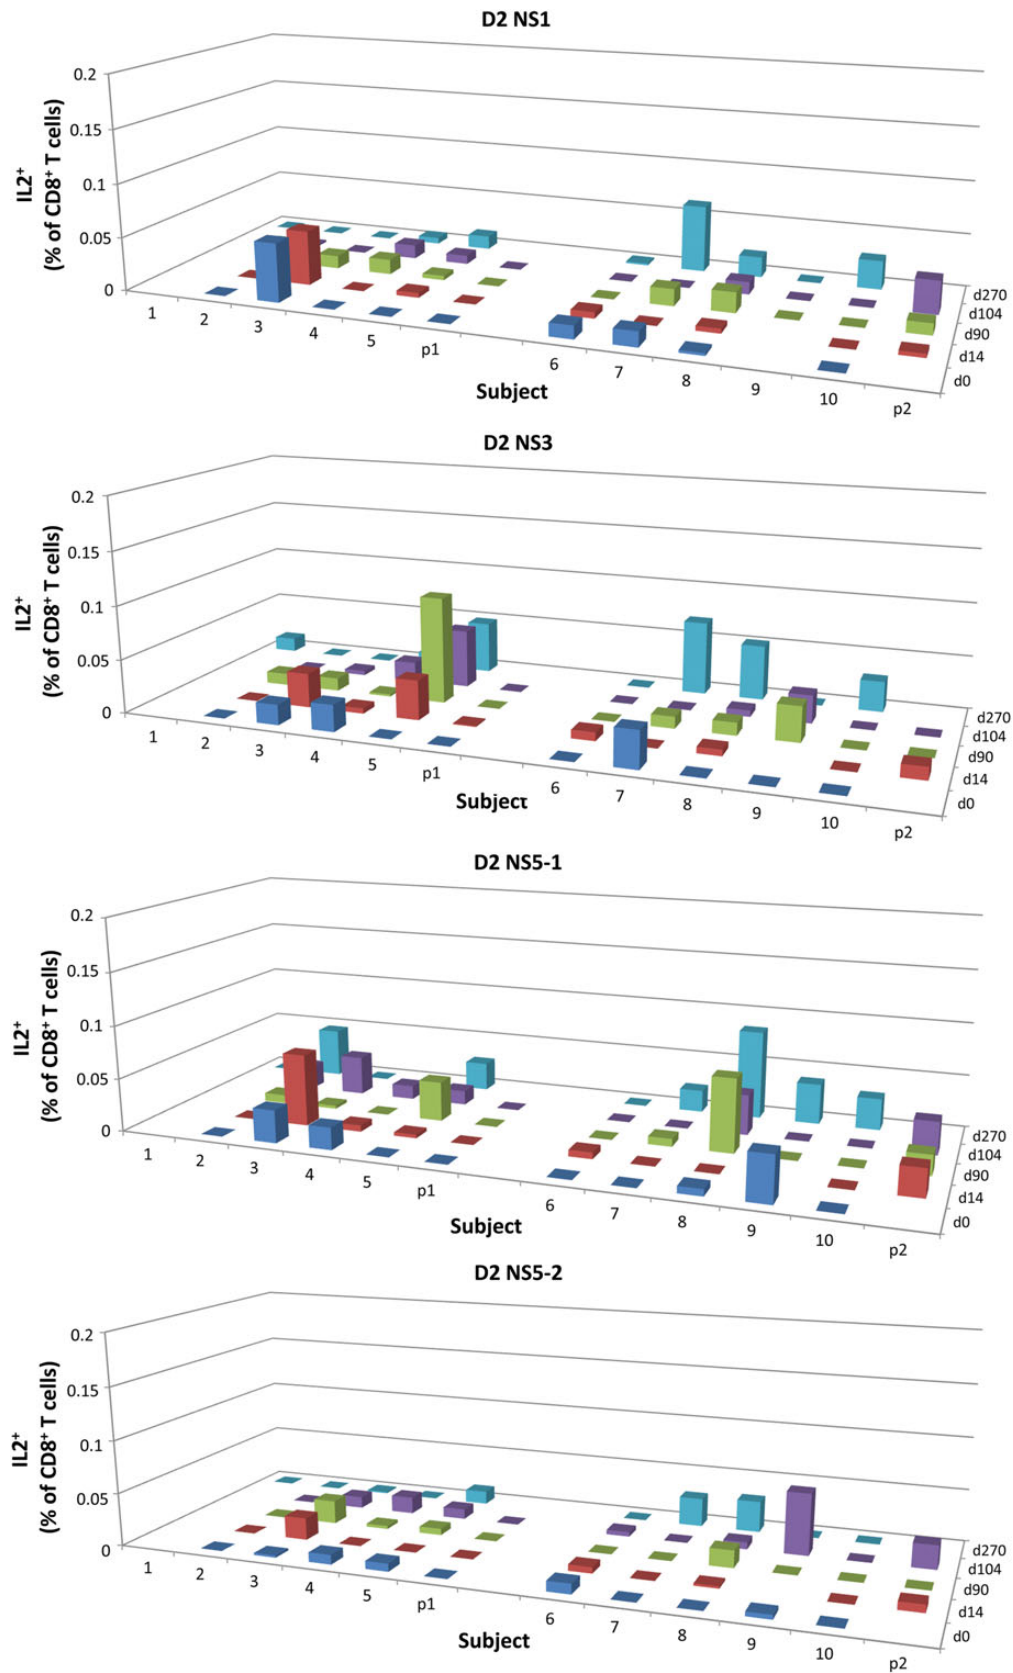 D2 NS1
IL2⁺
(% of CD8⁺ T cells)
0.2
0.15
0.1
0.05
0
1 2 3 4 5 p1 6 7 8 9 10 p2
d270
d104
d90
d14
d0
Subject
D2 NS3
IL2⁺
(% of CD8⁺ T cells)
0.2
0.15
0.1
0.05
0
1 2 3 4 5 p1 6 7 8 9 10 p2
d270
d104
d90
d14
d0
Subject
D2 NS5-1
IL2⁺
(% of CD8⁺ T cells)
0.2
0.15
0.1
0.05
0
1 2 3 4 5 p1 6 7 8 9 10 p2
d270
d104
d90
d14
d0
Subject
D2 NS5-2
IL2⁺
(% of CD8⁺ T cells)
0.2
0.15
0.1
0.05
0
1 2 3 4 5 p1 6 7 8 9 10 p2
d270
d104
d90
d14
d0
Subject